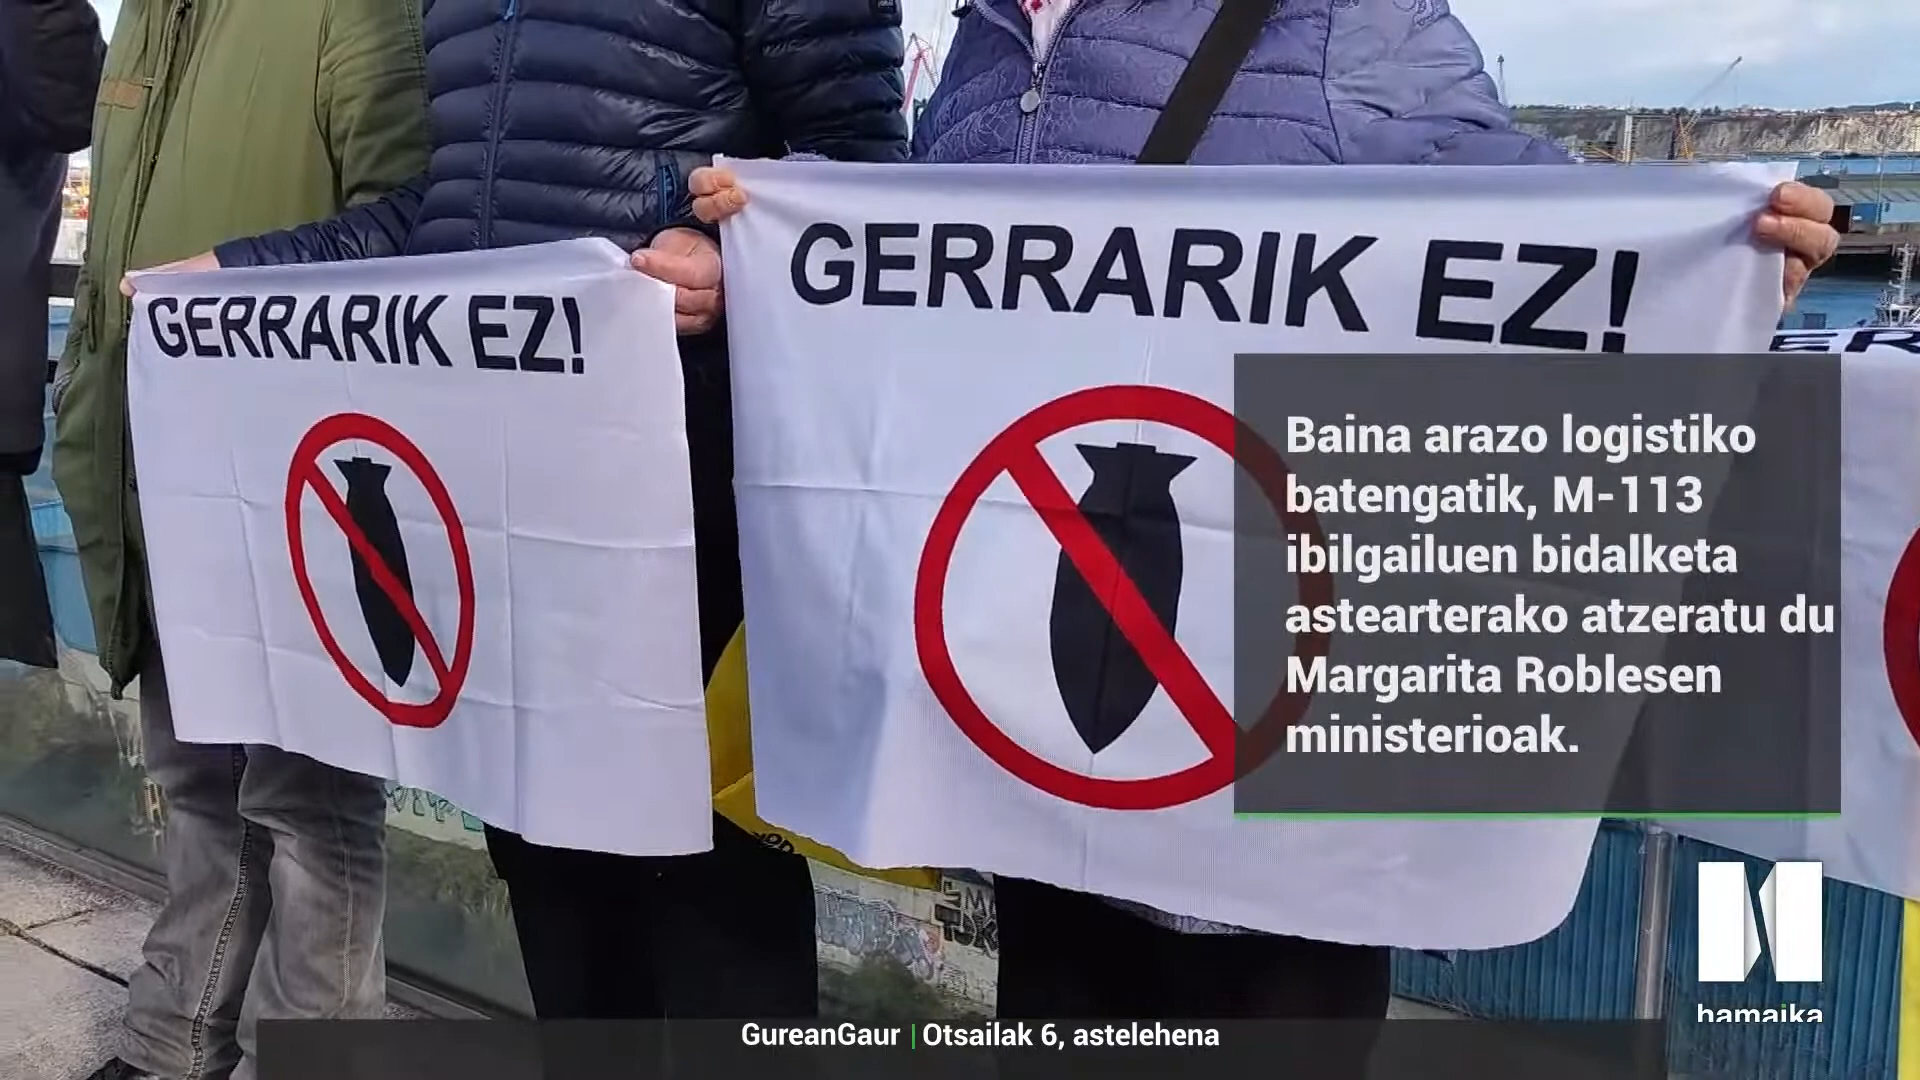 GERRARIK EZ!
GERRARIK EZ!
ER
Baina arazo logistiko
batengatik, M-113
ibilgailuen bidalketa
astearterako atzeratu du
Margarita Roblesen
ministerioak.
hamaika
GureanGaur | Otsailak 6, astelehena